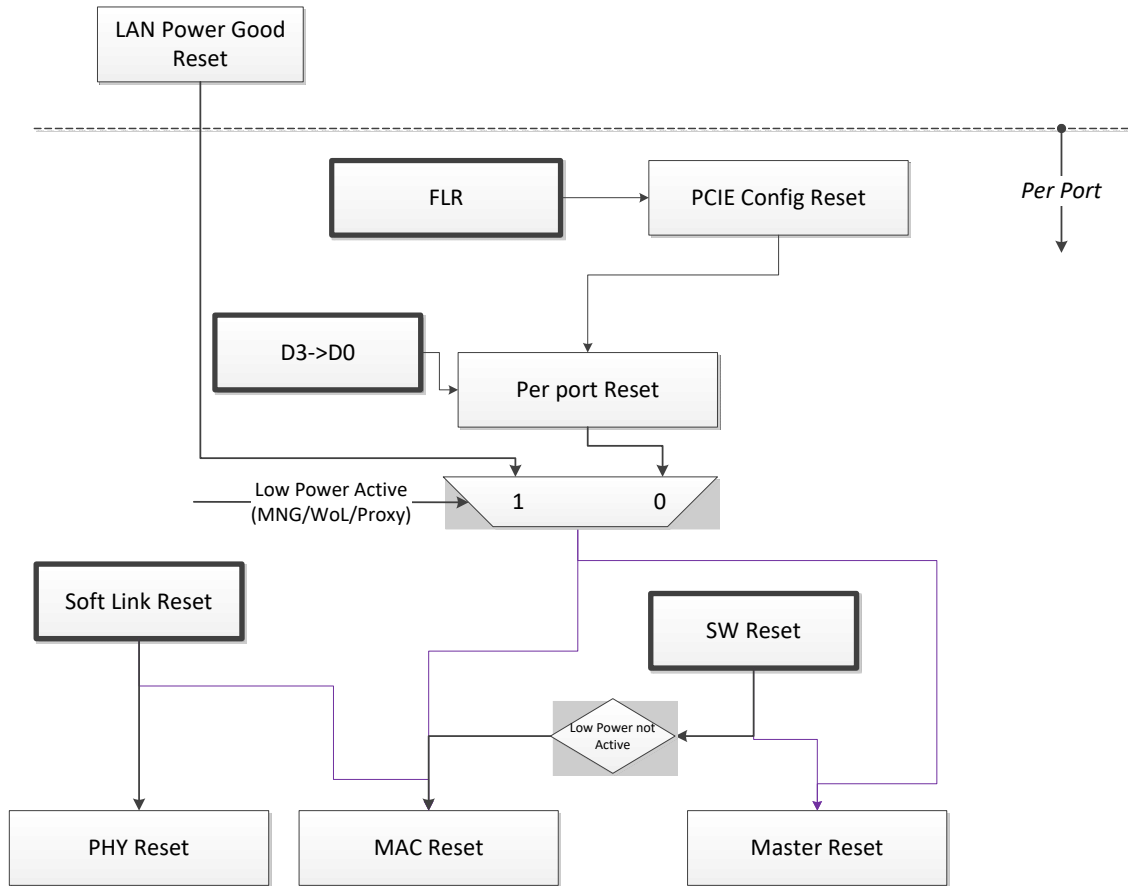 LAN Power Good
Reset
FLR
PCIE Config Reset
Per Port
D3->D0
Per port Reset
Low Power Active
(MNG/WoL/Proxy)
1
0
Soft Link Reset
SW Reset
Low Power not
Active
PHY Reset
MAC Reset
Master Reset